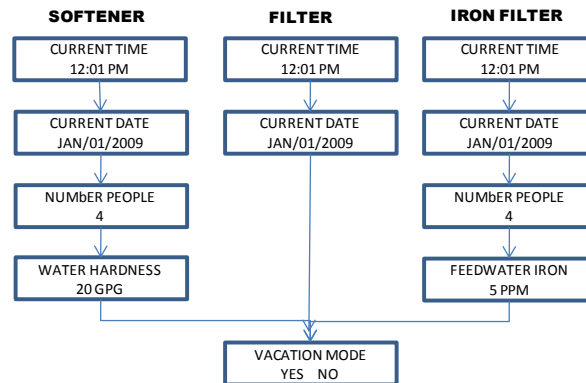 SOFTENER
FILTER
IRON FILTER
CURRENT TIME
12:01 PM
CURRENT TIME
12:01 PM
CURRENT TIME
12:01 PM
CURRENT DATE
JAN/01/2009
CURRENT DATE
JAN/01/2009
CURRENT DATE
JAN/01/2009
NUMbER PEOPLE
4
NUMbER PEOPLE
4
WATER HARDNESS
20 GPG
FEEDWATER IRON
5 PPM
VACATION MODE
YES NO